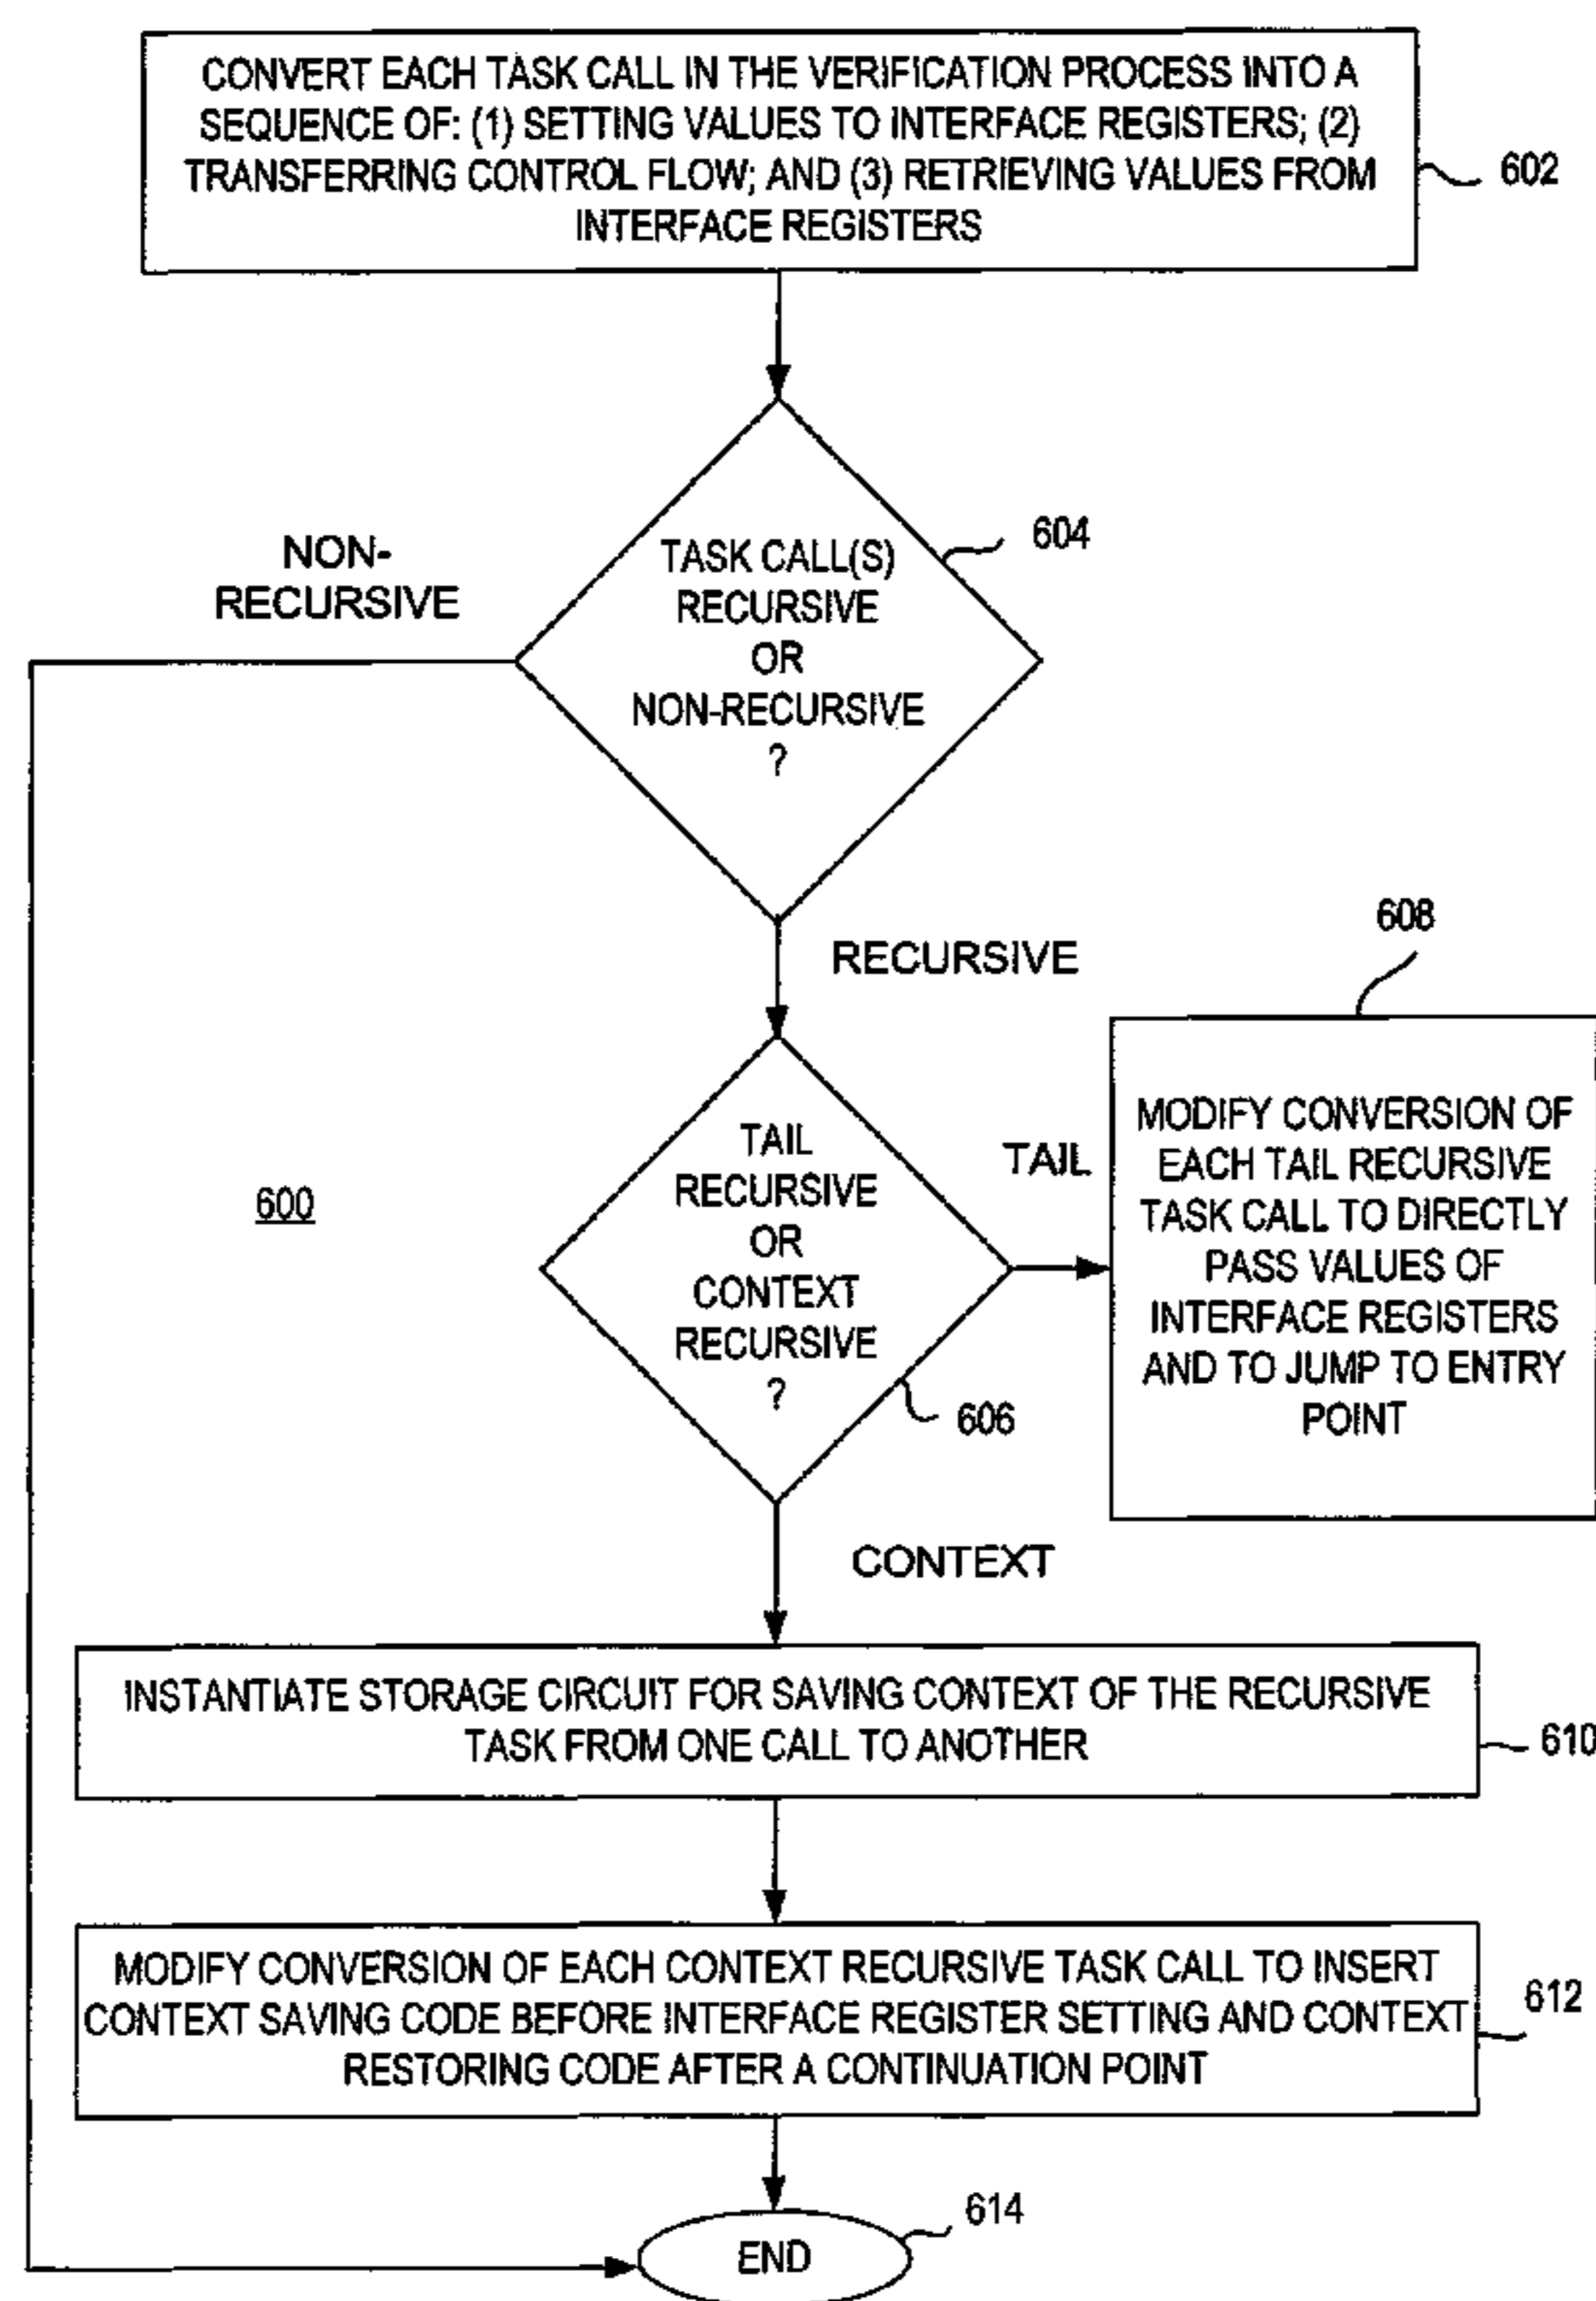 CONVERT EACH TASK CALL IN THE VERIFICATION PROCESS INTO A
SEQUENCE OF: (1) SETTING VALUES TO INTERFACE REGISTERS; (2)
TRANSFERRING CONTROL FLOW; AND (3) RETRIEVING VALUES FROM
INTERFACE REGISTERS
602
604
NON-
RECURSIVE
TASK CALL(S)
RECURSIVE
OR
NON-RECURSIVE
?
RECURSIVE
608
600
TAIL
RECURSIVE
OR
CONTEXT
RECURSIVE
?
606
TAIL
MODIFY CONVERSION OF
EACH TAIL RECURSIVE
TASK CALL TO DIRECTLY
PASS VALUES OF
INTERFACE REGISTERS
AND TO JUMP TO ENTRY
POINT
CONTEXT
INSTANTIATE STORAGE CIRCUIT FOR SAVING CONTEXT OF THE RECURSIVE
TASK FROM ONE CALL TO ANOTHER
610
MODIFY CONVERSION OF EACH CONTEXT RECURSIVE TASK CALL TO INSERT
CONTEXT SAVING CODE BEFORE INTERFACE REGISTER SETTING AND CONTEXT
RESTORING CODE AFTER A CONTINUATION POINT
612
614
END